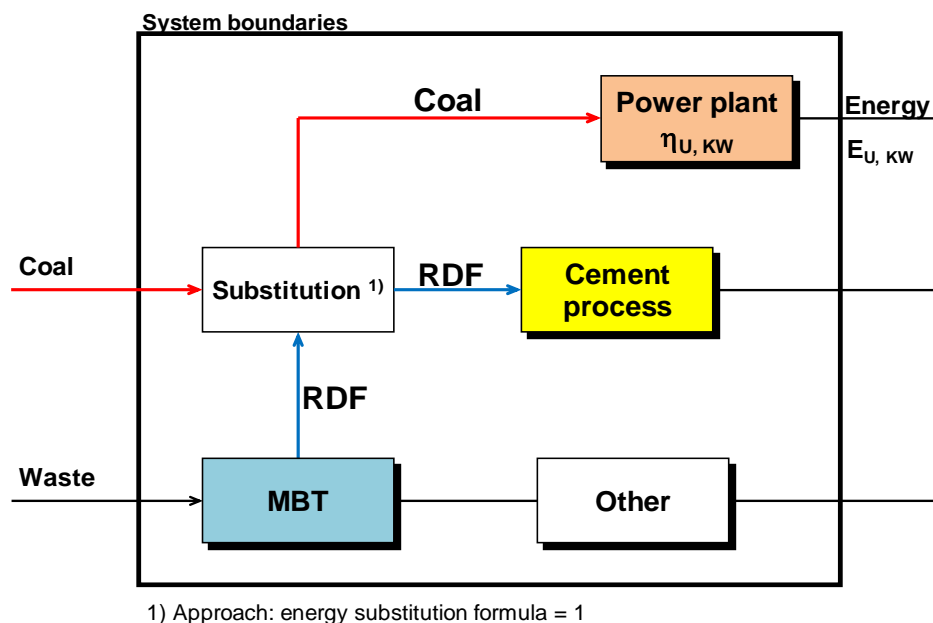 System boundaries
Coal
Power plant
ηU, KW
Energy
EU, KW
Coal
Substitution 1)
RDF
Cement
process
RDF
Waste
MBT
Other
1) Approach: energy substitution formula = 1